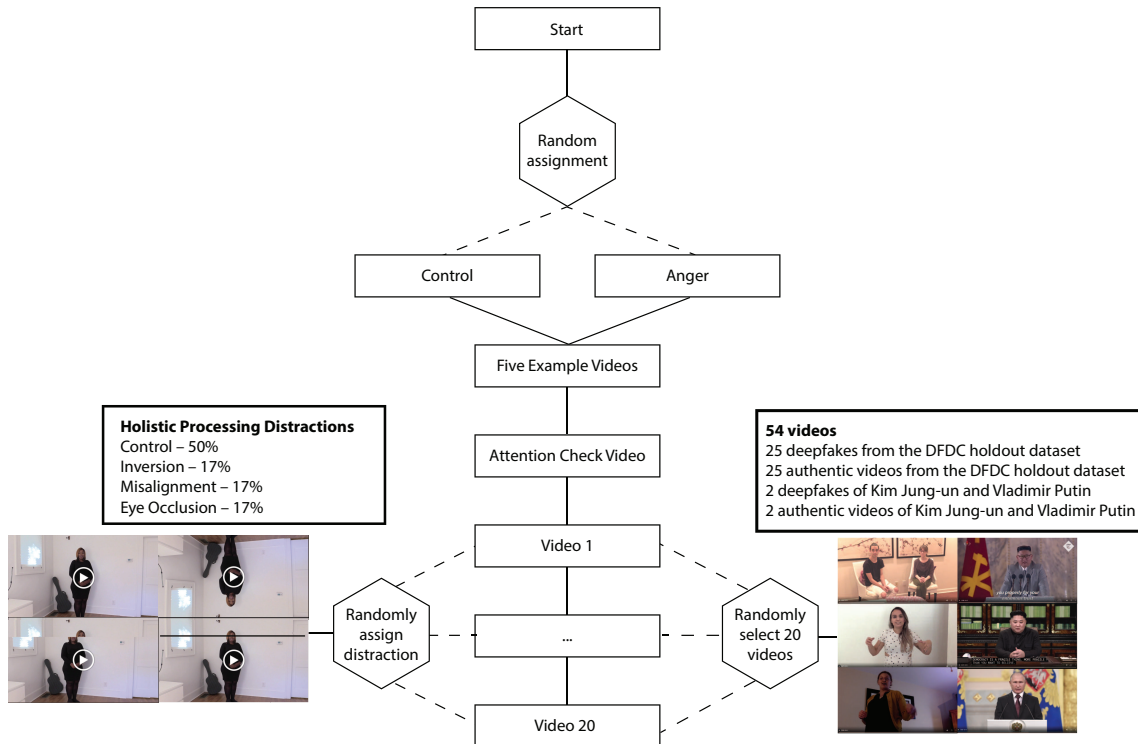 Start
Random
assignment
Control
Anger
Five Example Videos
Holistic Processing Distractions
Control – 50%
Inversion – 17%
Misalignment – 17%
Eye Occlusion – 17%
Attention Check Video
54 videos
25 deepfakes from the DFDC holdout dataset
25 authentic videos from the DFDC holdout dataset
2 deepfakes of Kim Jung-un and Vladimir Putin
2 authentic videos of Kim Jung-un and Vladimir Putin
Video 1
Randomly
assign
distraction
...
Randomly
select 20
videos
Video 20